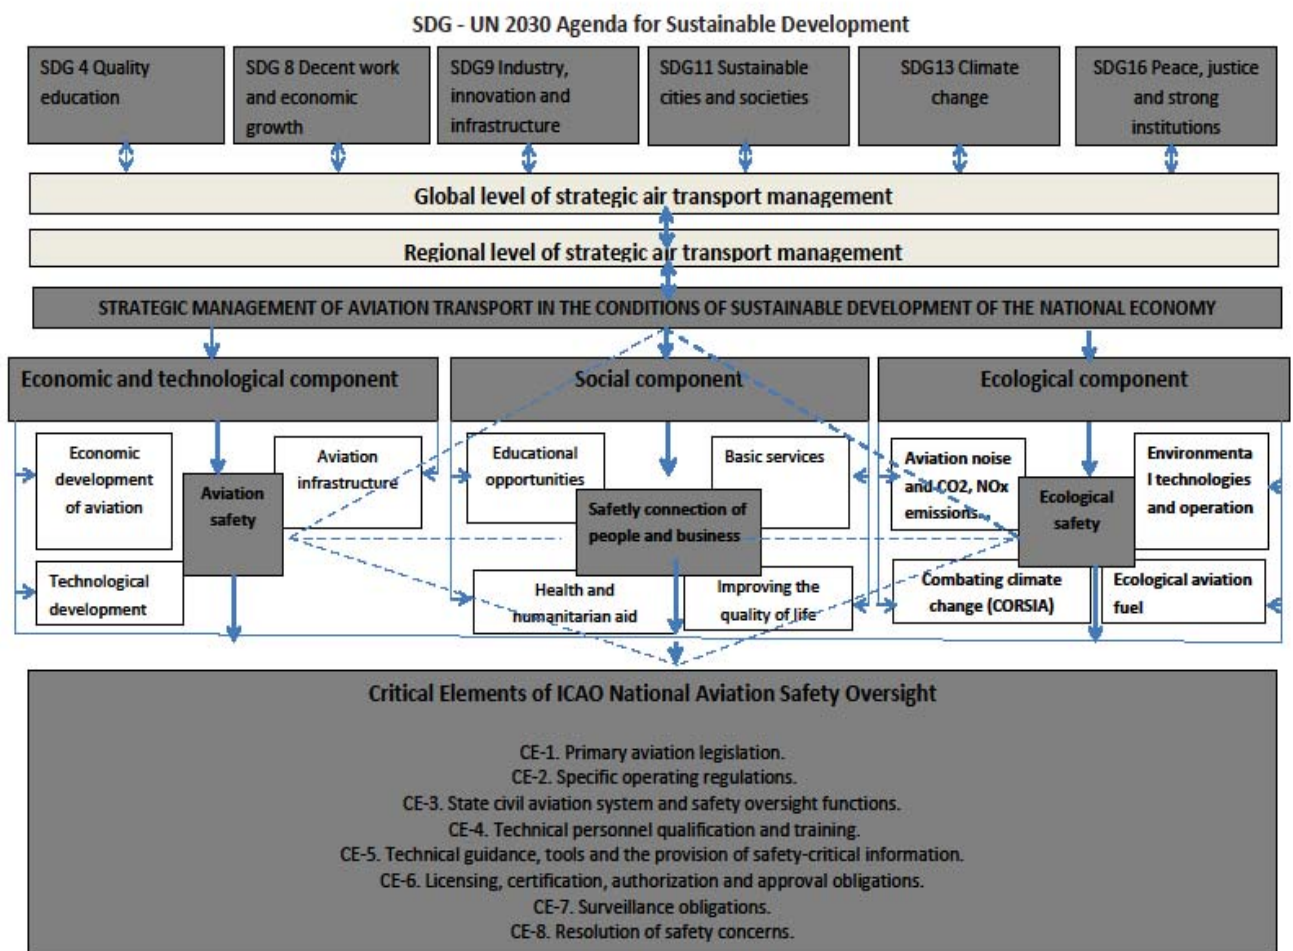 SDG - UN 2030 Agenda for Sustainable Development
SDG 4 Quality
education
SDG 8 Decent work
and economic
growth
SDG9 Industry,
innovation and
infrastructure
SDG11 Sustainable
cities and societies
SDG13 Climate
change
SDG16 Peace, justice
and strong
institutions
Global level of strategic air transport management
Regional level of strategic air transport management
STRATEGIC MANAGEMENT OF AVIATION TRANSPORT IN THE CONDITIONS OF SUSTAINABLE DEVELOPMENT OF THE NATIONAL ECONOMY
Economic and technological component
Economic
development
of aviation
Aviation
infrastructure
Aviation
safety
Technological
development
Social component
Educational
opportunities
Basic services
Safetly connection of
people and business
Health and
humanitarian aid
Improving the
quality of life
Ecological component
Aviation noise
and CO2, NOx
emissions..
Environmenta
l technologies
and operation
Ecological
safety
Combating climate
change (CORSIA)
Ecological aviation
fuel
Critical Elements of ICAO National Aviation Safety Oversight
CE-1. Primary aviation legislation.
CE-2. Specific operating regulations.
CE-3. State civil aviation system and safety oversight functions.
CE-4. Technical personnel qualification and training.
CE-5. Technical guidance, tools and the provision of safety-critical information.
CE-6. Licensing, certification, authorization and approval obligations.
CE-7. Surveillance obligations.
CE-8. Resolution of safety concerns.